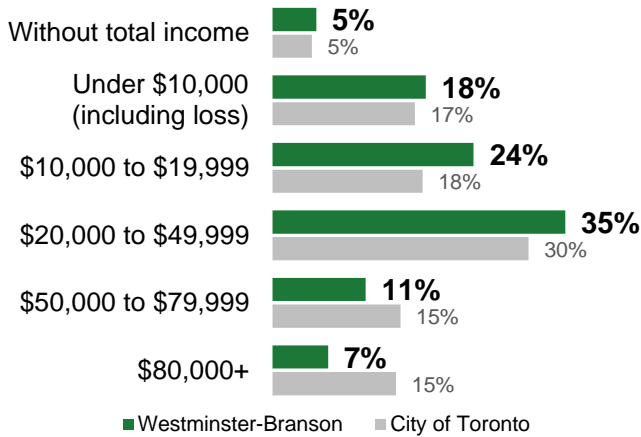 Without total income
5%
5%
Under $10,000
(including loss)
18%
17%
$10,000 to $19,999
24%
18%
$20,000 to $49,999
35%
30%
$50,000 to $79,999
11%
15%
$80,000+
7%
15%
Westminster-Branson
City of Toronto